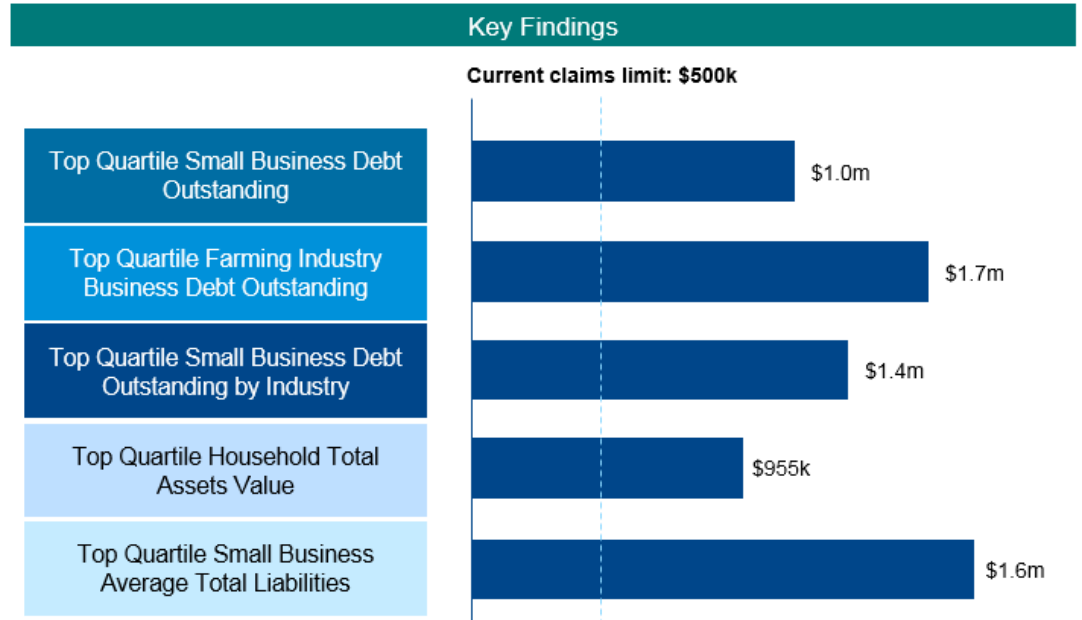 Key Findings
Current claims limit: $500k
Top Quartile Small Business Debt
Outstanding
$1.0m
Top Quartile Farming Industry
Business Debt Outstanding
$1.7m
Top Quartile Small Business Debt
Outstanding by Industry
$1.4m
Top Quartile Household Total
Assets Value
$955k
Top Quartile Small Business
Average Total Liabilities
$1.6m